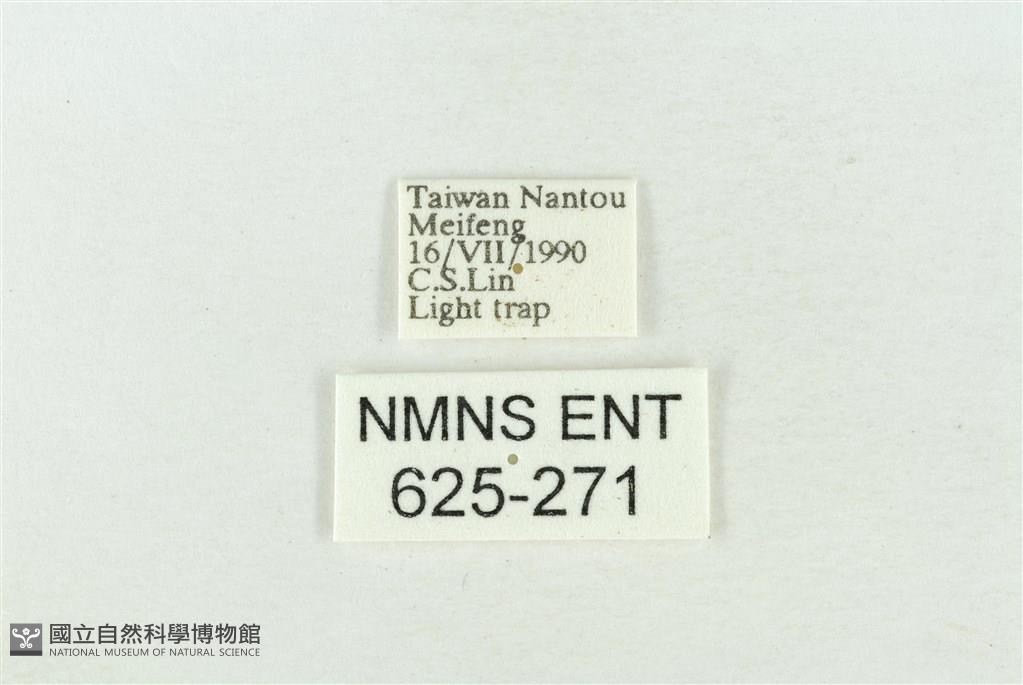 Taiwan Nantou
Meifeng
16/VII/1990
C.S.Lin
Light trap
NMNS ENT
625-271
國立自然科學博物館
NATIONAL MUSEUM OF NATURAL SCIENCE